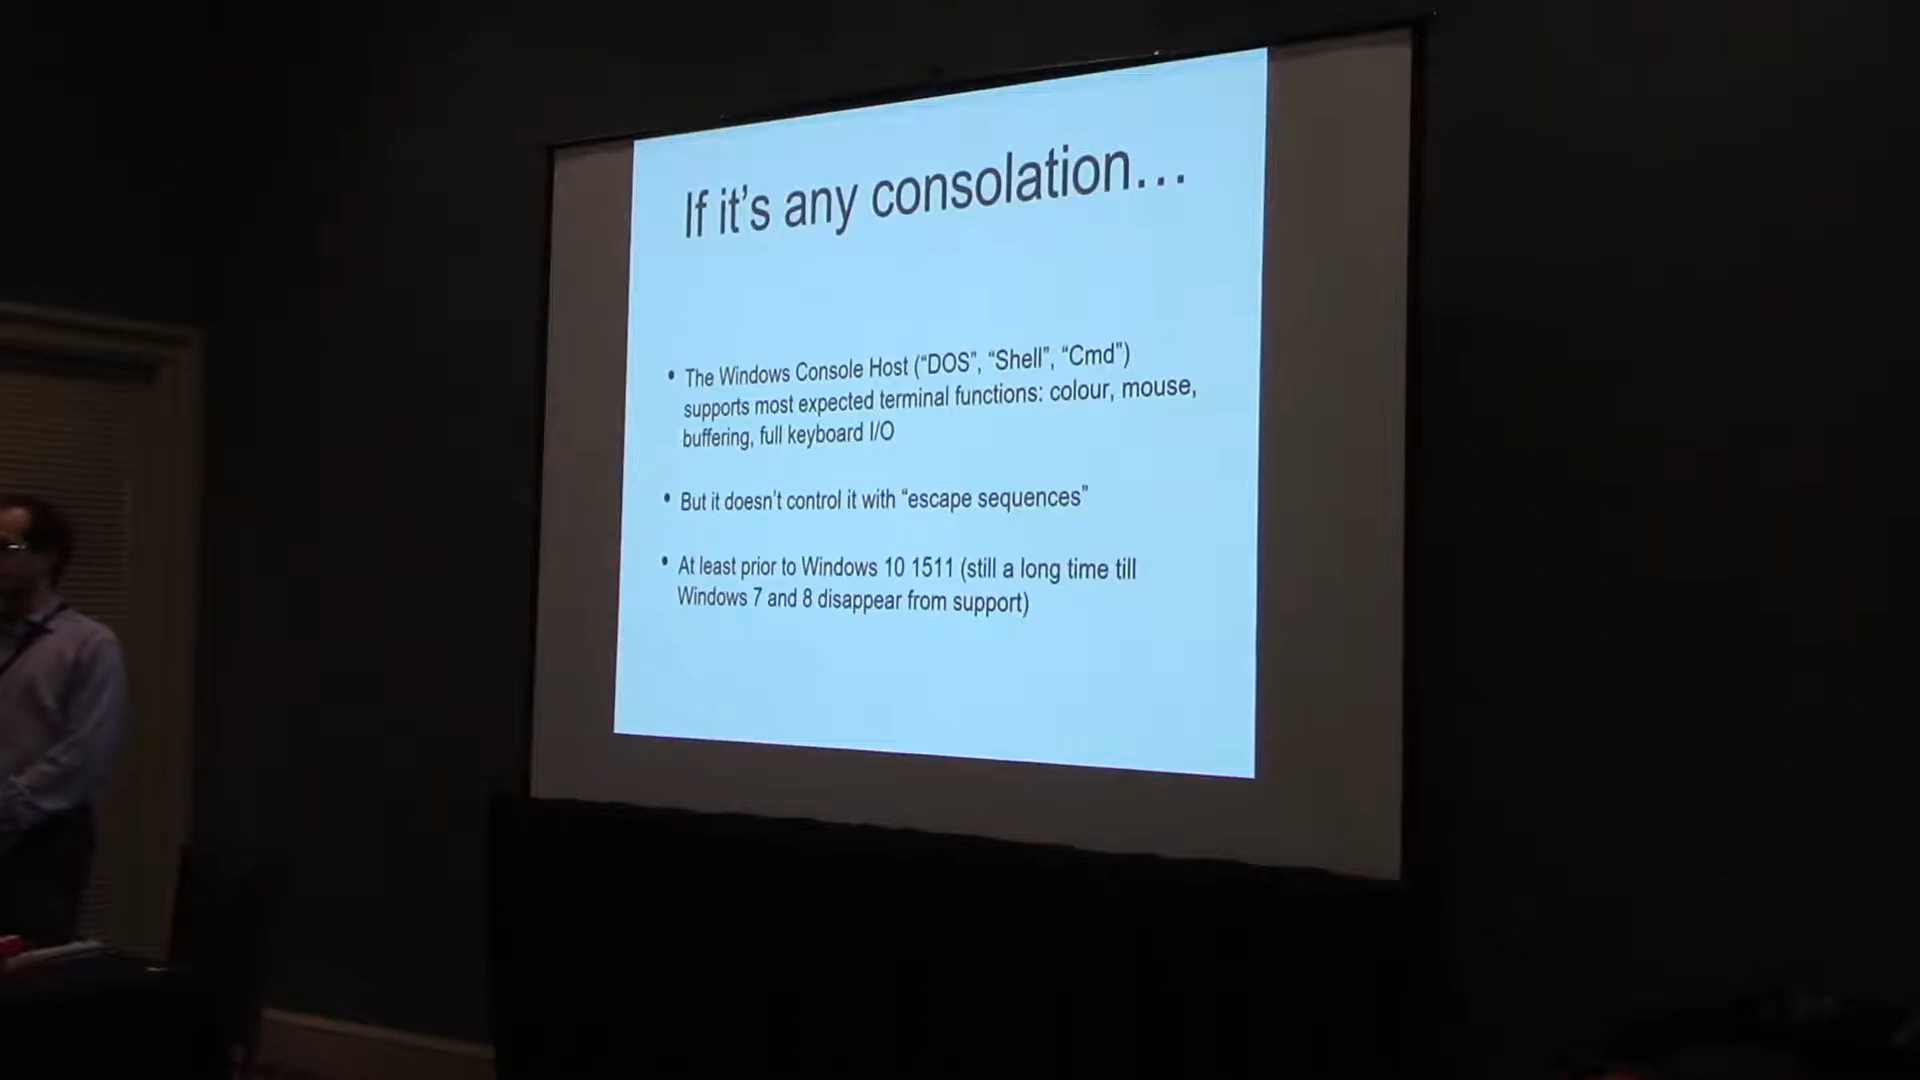 If it’s any consolation…
• The Windows Console Host (“DOS”, “Shell”, “Cmd”)
supports most expected terminal functions: colour, mouse,
buffering, full keyboard I/O
• But it doesn’t control it with “escape sequences”
• At least prior to Windows 10 1511 (still a long time till
Windows 7 and 8 disappear from support)